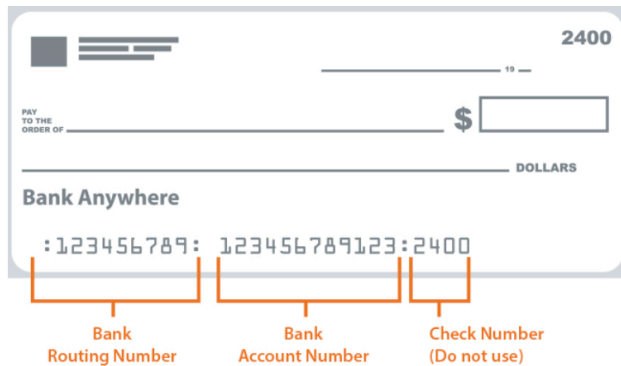 2400
19
PAY
TO THE
ORDER OF
$
DOLLARS
Bank Anywhere
:123456789: 123456789123:2400
Bank
Routing Number
Bank
Account Number
Check Number
(Do not use)